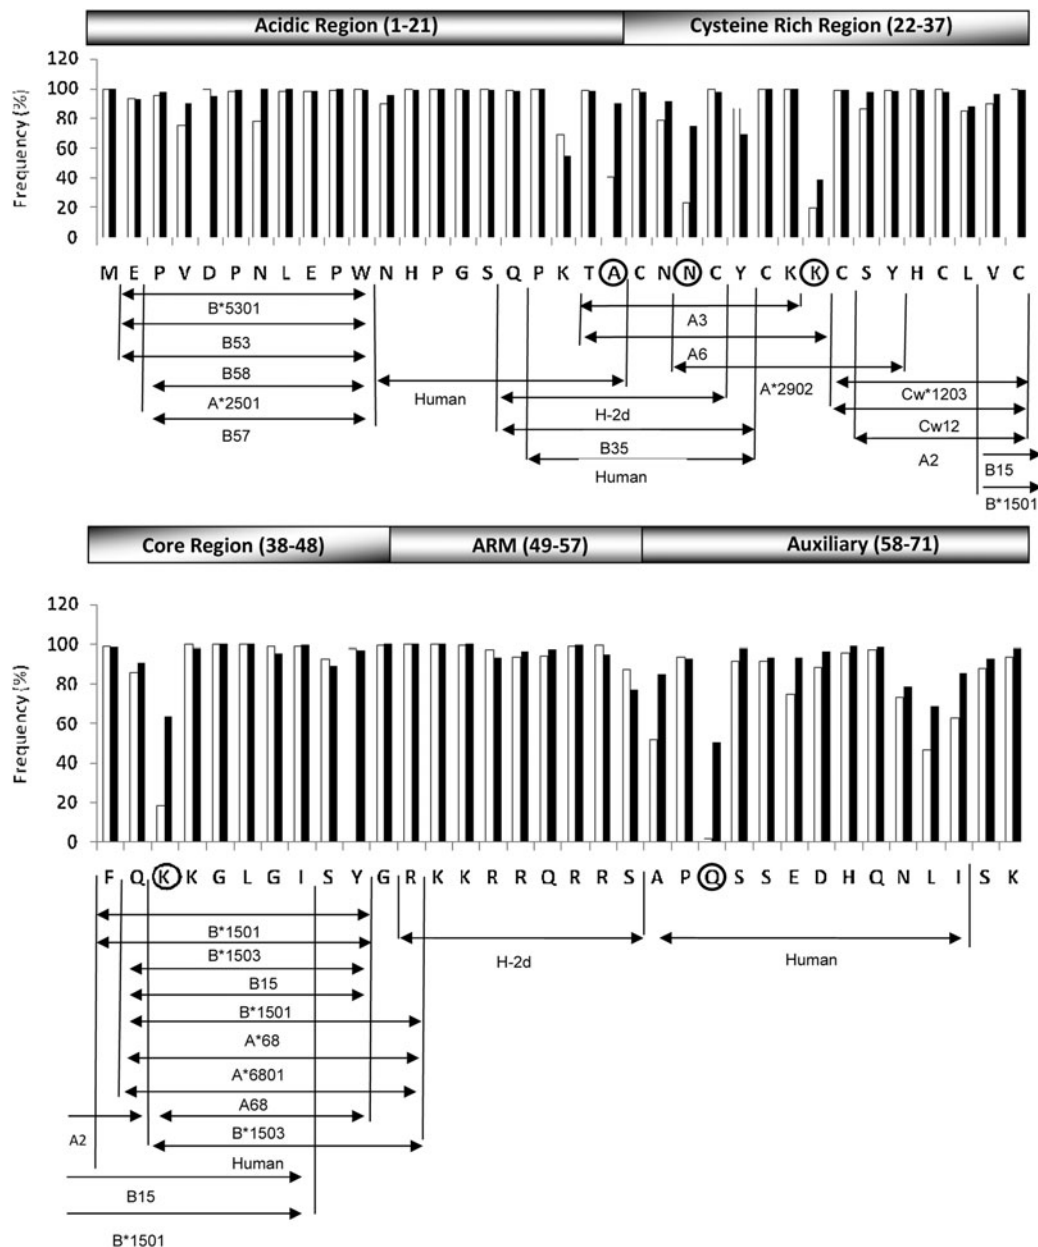 Acidic Region (1-21) Cysteine Rich Region (22-37)
120
100
80
60
40
20
0
Frequency (%)
M E P V D P N L E P W N H P G S Q P K T A C N N C Y C K K C S Y H C L V C
B*5301
A3
B53
A6
B58
A*2902
A*2501
Human
H-2d
Cw*1203
B57
B35
Cw12
Human
A2
B15
B*1501
Core Region (38-48) ARM (49-57) Auxiliary (58-71)
120
100
80
60
40
20
0
Frequency (%)
F Q K K G L G I S Y G R K K R R Q R R S A P Q S S E D H Q N L I S K
B*1501
B*1503
H-2d
Human
B15
B*1501
A*68
A*6801
A68
A2
B*1503
Human
B15
B*1501